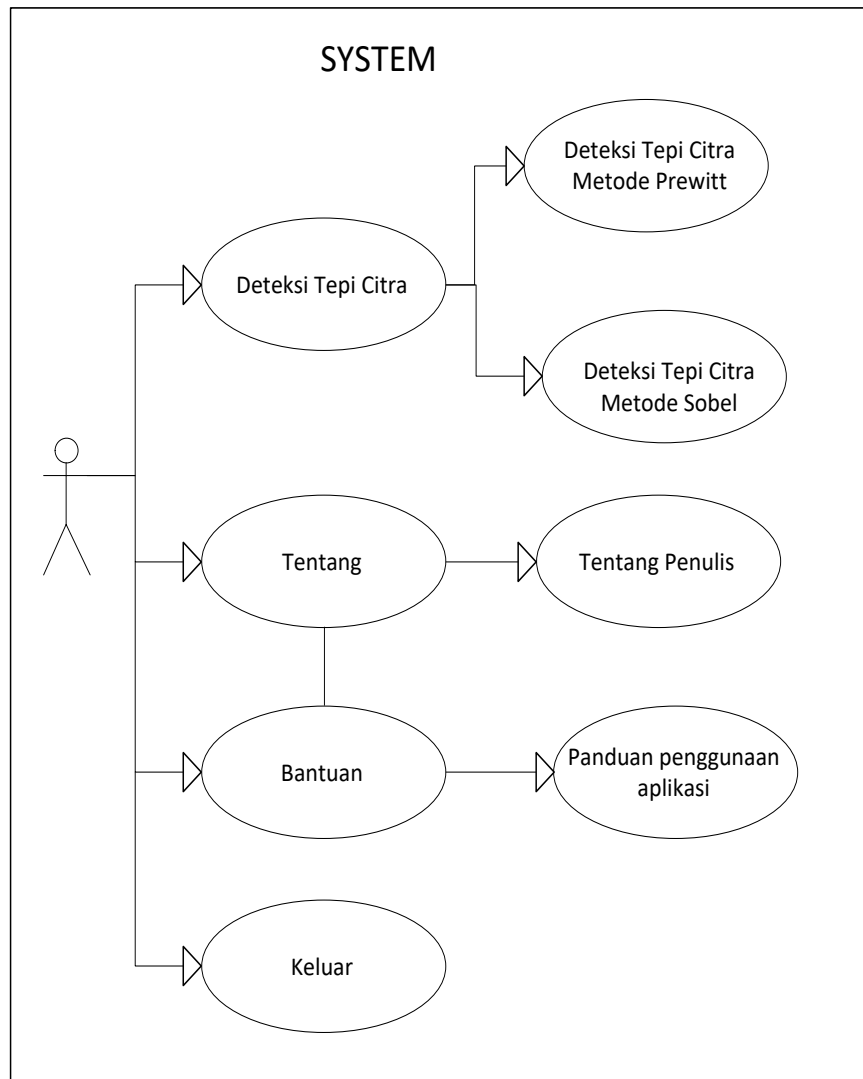 SYSTEM
Deteksi Tepi Citra
Metode Prewitt
Deteksi Tepi Citra
Deteksi Tepi Citra
Metode Sobel
Tentang
Tentang Penulis
Bantuan
Panduan penggunaan
aplikasi
Keluar